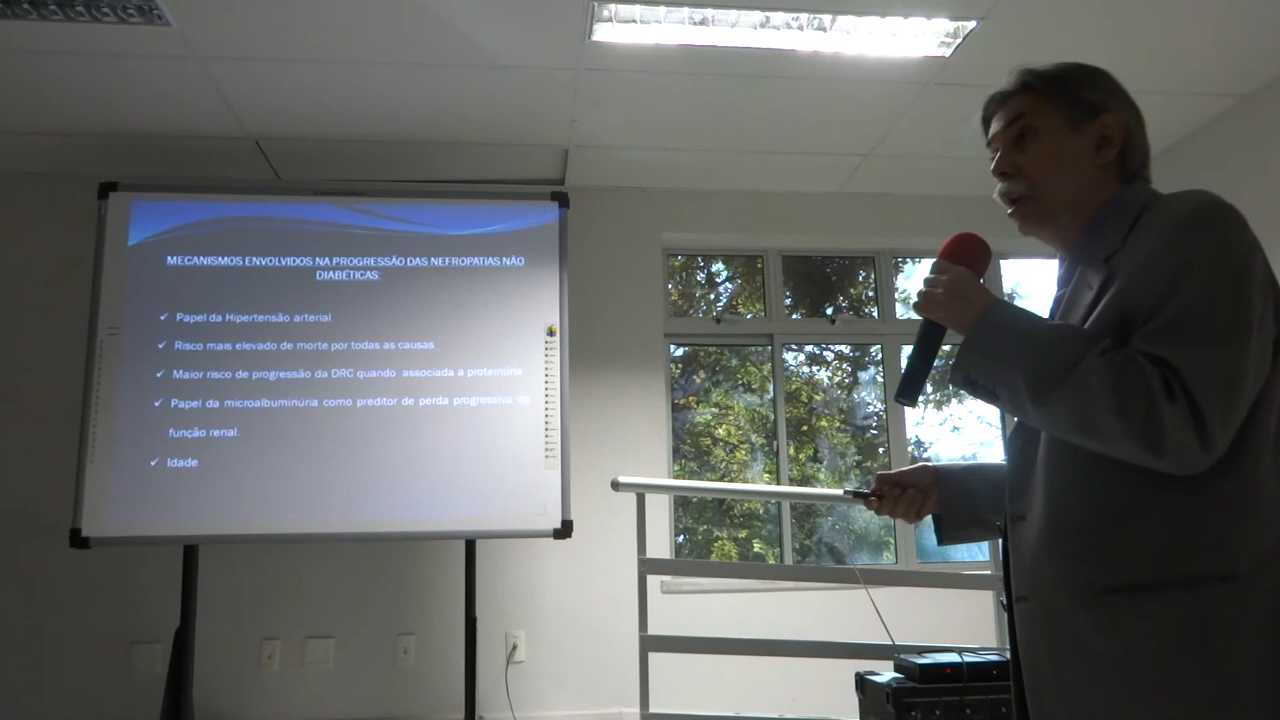 MECANISMOS ENVOLVIDOS NA PROGRESSÃO DAS NEFROPATIAS NÃO
DIABÉTICAS:
✓ Papel da Hipertensão arterial.
✓ Risco mais elevado de morte por todas as causas
✓ Maior risco de progressão da DRC quando associada a proteinúria
✓ Papel da microalbuminúria como preditor de perda progressiva da
função renal.
✓ Idade